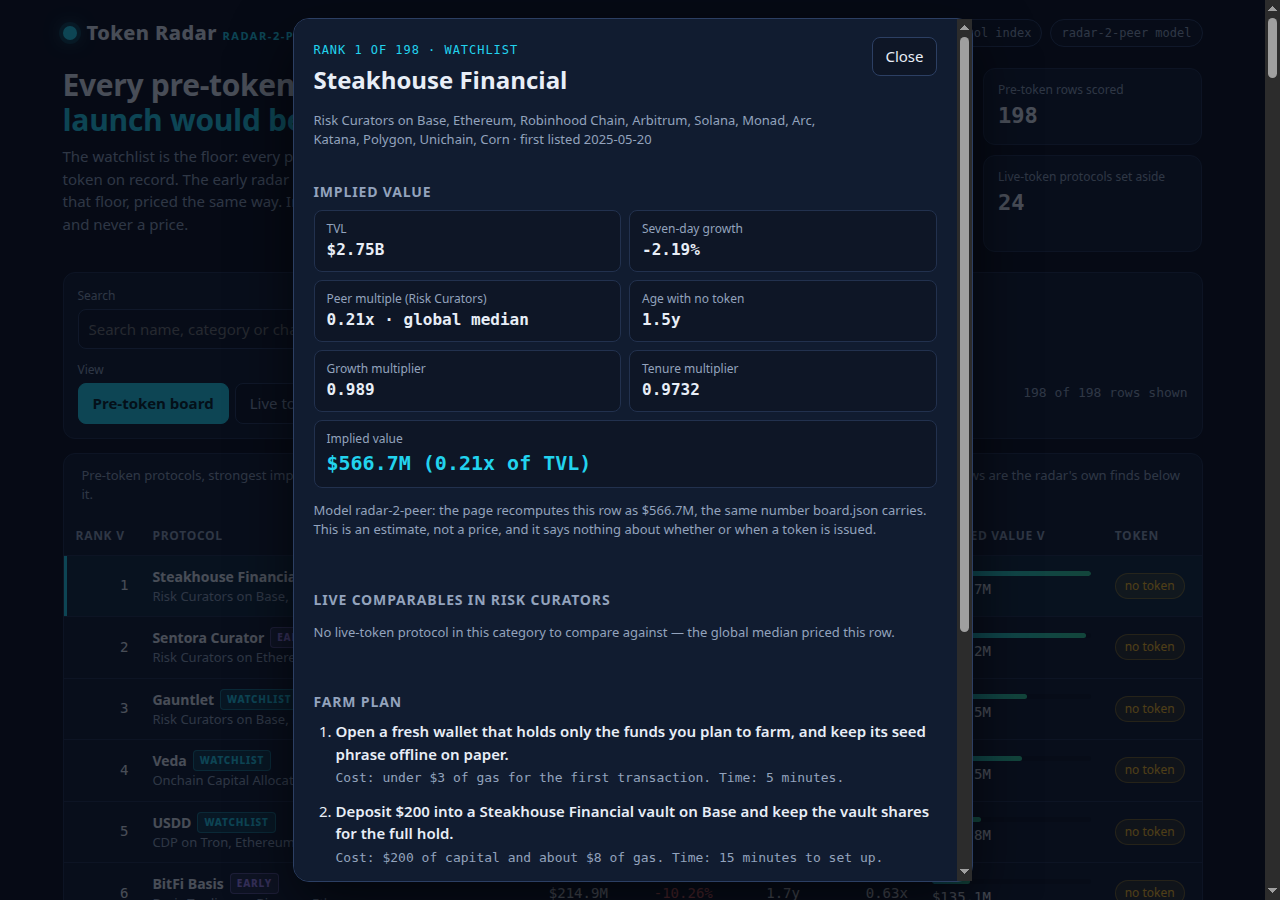 Token Radar RADAR-2-P
ol index
radar-2-peer model
Every pre-token
launch would be
The watchlist is the floor: every p
token on record. The early radar
that floor, priced the same way. I
and never a price.
Pre-token rows scored
198
Live-token protocols set aside
24
Search
Search name, category or cha
View
Pre-token board
Live to
198 of 198 rows shown
Pre-token protocols, strongest imp
it.
ws are the radar's own finds below
RANK V
PROTOCOL
ED VALUE V
TOKEN
1
Steakhouse Financia
Risk Curators on Base,
7M
no token
2
Sentora Curator EA
Risk Curators on Ethere
2M
no token
3
Gauntlet WATCHLIST
Risk Curators on Base,
5M
no token
4
Veda WATCHLIST
Onchain Capital Allocat
5M
no token
5
USDD WATCHLIST
CDP on Tron, Ethereum
8M
no token
6
BitFi Basis EARLY
$214.9M
-10.26%
1.7y
0.63x
$135.1M
no token
RANK 1 OF 198 · WATCHLIST
Close
Steakhouse Financial
Risk Curators on Base, Ethereum, Robinhood Chain, Arbitrum, Solana, Monad, Arc,
Katana, Polygon, Unichain, Corn · first listed 2025-05-20
IMPLIED VALUE
TVL
$2.75B
Seven-day growth
-2.19%
Peer multiple (Risk Curators)
0.21x · global median
Age with no token
1.5y
Growth multiplier
0.989
Tenure multiplier
0.9732
Implied value
$566.7M (0.21x of TVL)
Model radar-2-peer: the page recomputes this row as $566.7M, the same number board.json carries.
This is an estimate, not a price, and it says nothing about whether or when a token is issued.
LIVE COMPARABLES IN RISK CURATORS
No live-token protocol in this category to compare against — the global median priced this row.
FARM PLAN
1. Open a fresh wallet that holds only the funds you plan to farm, and keep its seed
phrase offline on paper.
Cost: under $3 of gas for the first transaction. Time: 5 minutes.
2. Deposit $200 into a Steakhouse Financial vault on Base and keep the vault shares
for the full hold.
Cost: $200 of capital and about $8 of gas. Time: 15 minutes to set up.